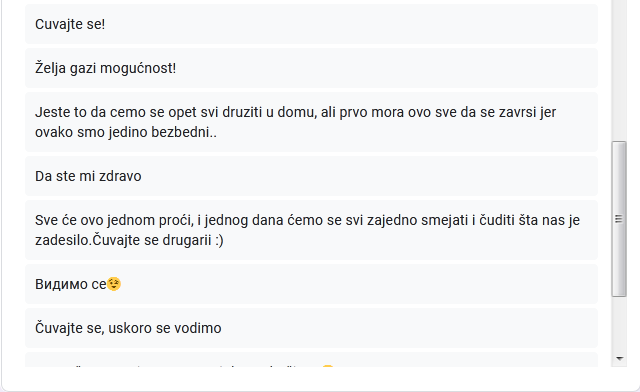 Cuvajte se!
Želja gazi mogućnost!
Jeste to da cemo se opet svi druziti u domu, ali prvo mora ovo sve da se zavrsi jer
ovako smo jedino bezbedni..
Da ste mi zdravo
Sve će ovo jednom proći, i jednog dana ćemo se svi zajedno smejati i čuditi šta nas je
zadesilo.Čuvajte se drugarii :)
Видимо се😉
Čuvajte se, uskoro se vodimo